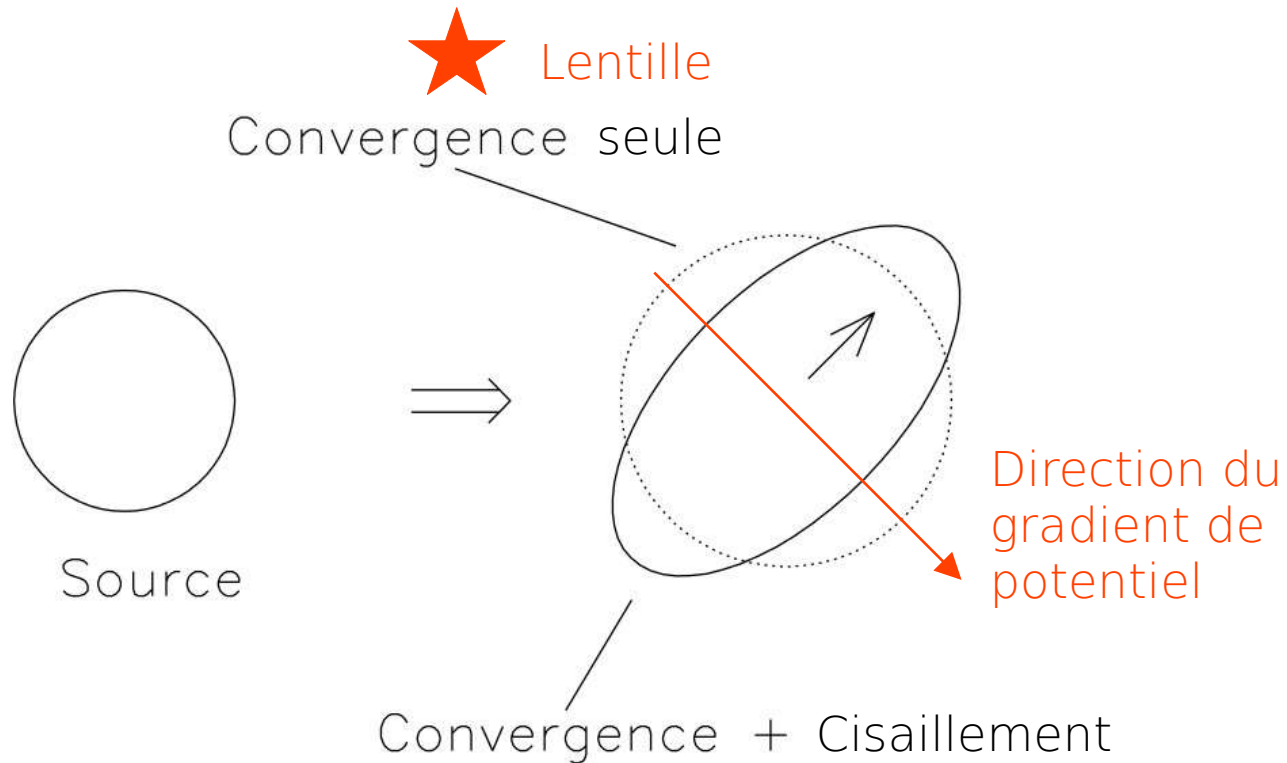 Lentille
Convergence seule
Source
Direction du
gradient de
potentiel
Convergence + Cisaillement